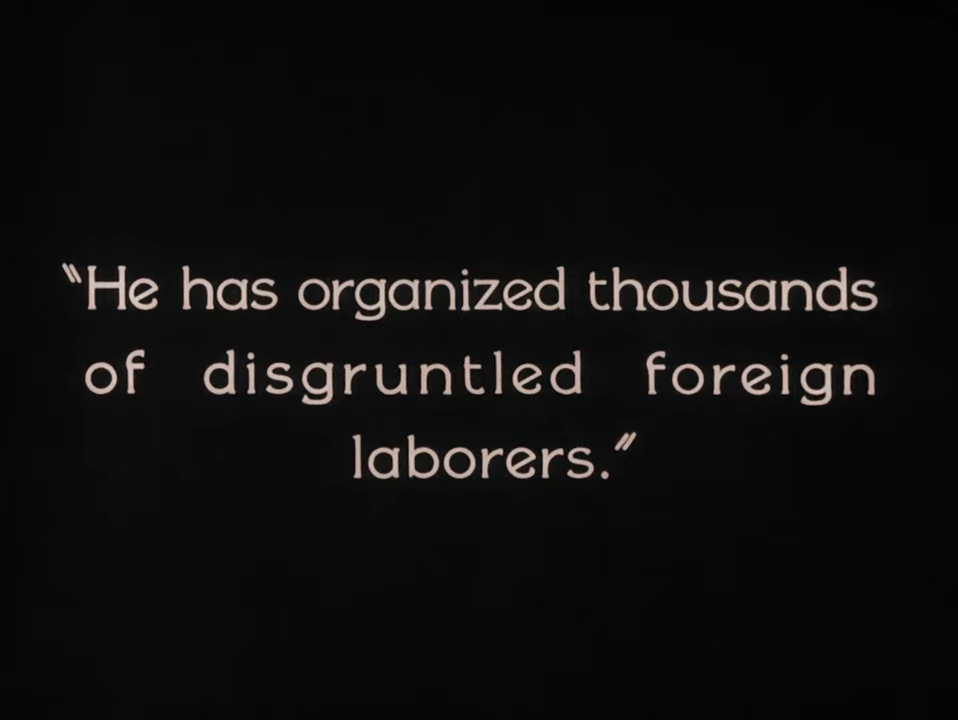 "He has organized thousands
of disgruntled foreign
laborers."